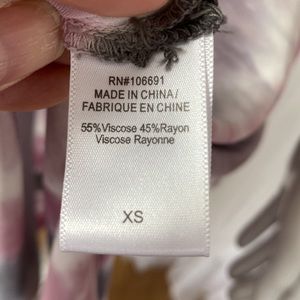 RN#106691
MADE IN CHINA/
FABRIQUE EN CHINE
55%Viscose 45%Rayon
Viscose Rayonne
XS